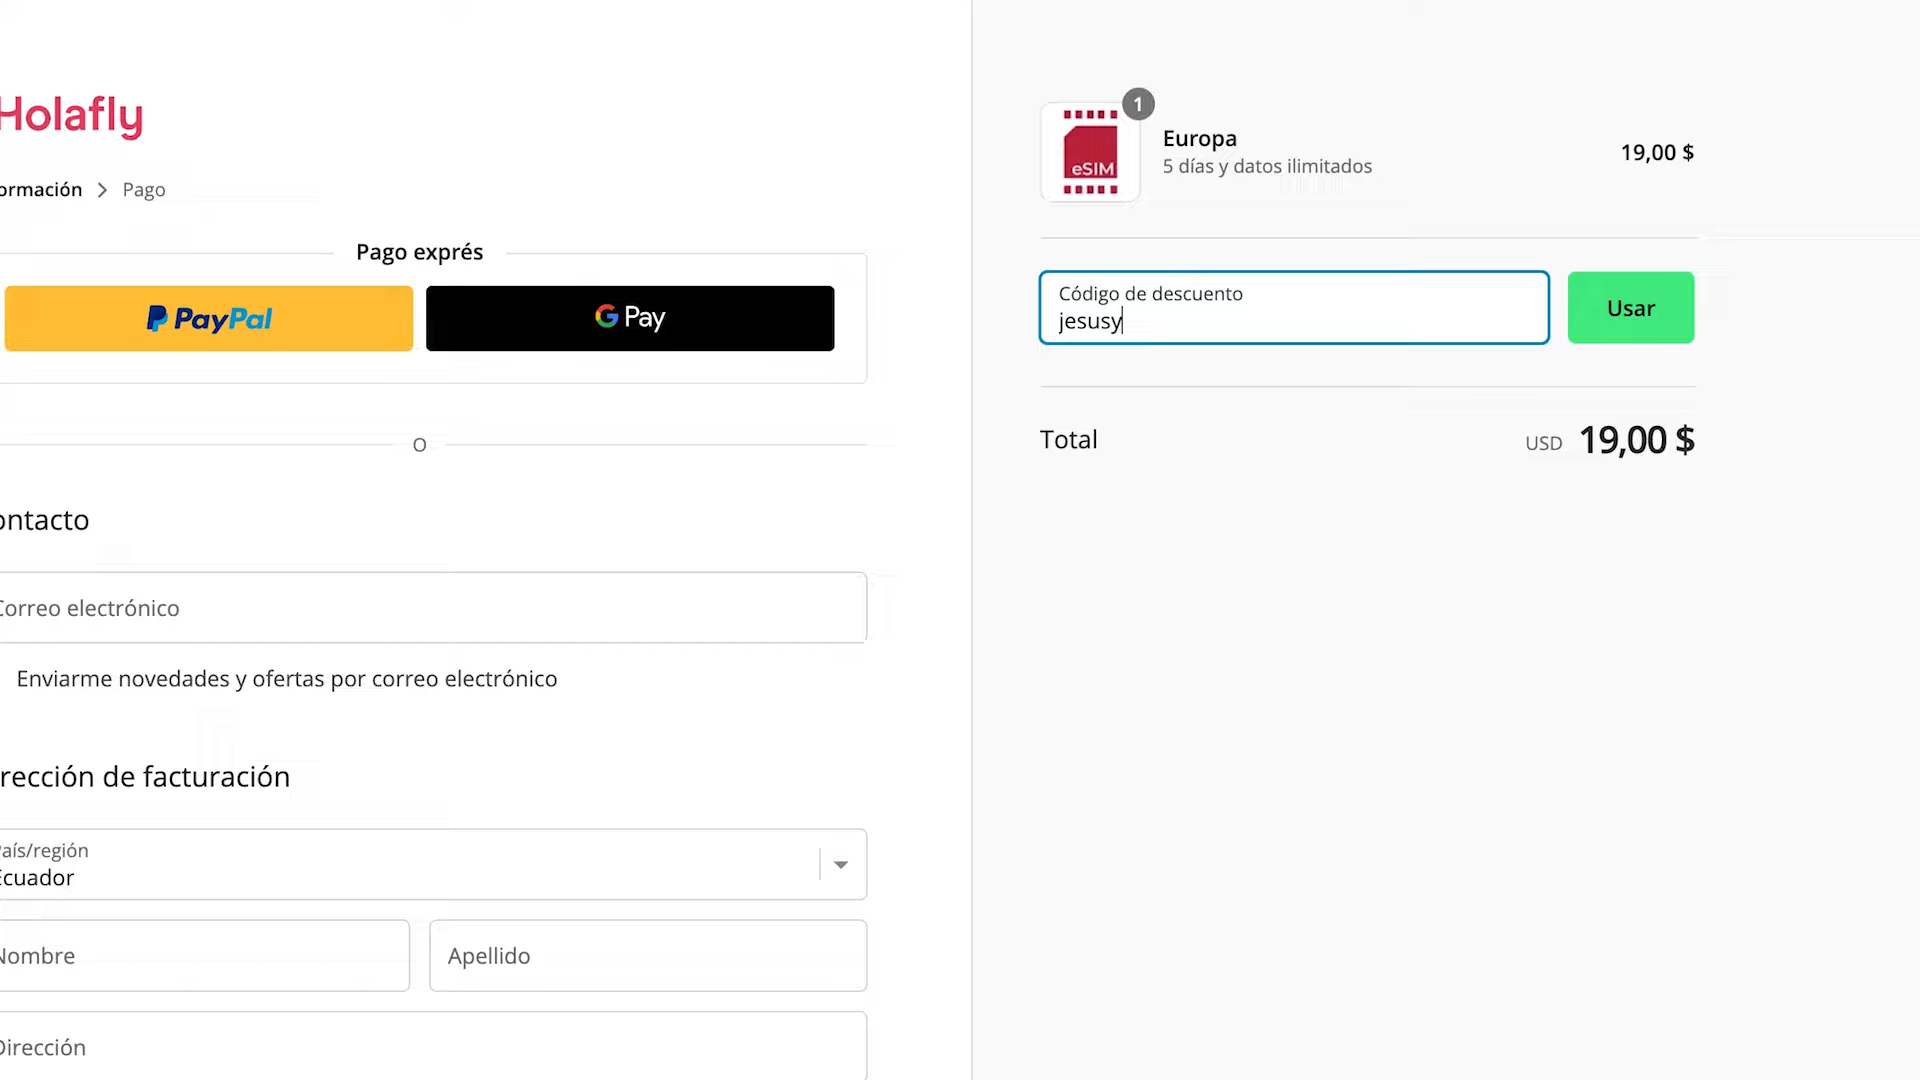 Holafly
ormación > Pago
Pago exprés
PayPal
G Pay
O
ontacto
Correo electrónico
Enviarme novedades y ofertas por correo electrónico
rección de facturación
País/región
Ecuador
Nombre
Apellido
Dirección
1
eSIM
Europa
5 días y datos ilimitados
19,00 $
Código de descuento
jesusy
Usar
Total
USD 19,00 $